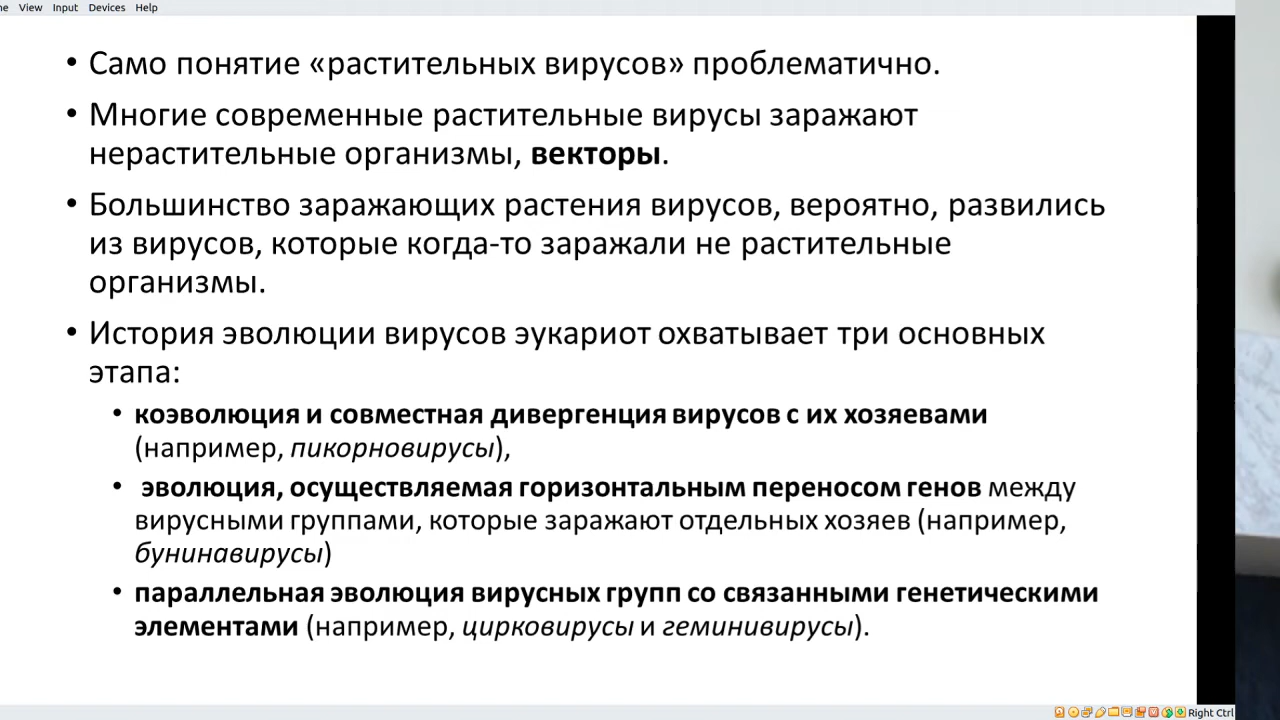 View Input Devices Help
• Само понятие «растительных вирусов» проблематично.
• Многие современные растительные вирусы заражают
нерастительные организмы, векторы.
• Большинство заражающих растения вирусов, вероятно, развились
из вирусов, которые когда-то заражали не растительные
организмы.
• История эволюции вирусов эукариот охватывает три основных
этапа:
• коэволюция и совместная дивергенция вирусов с их хозяевами
(например, пикорновирусы),
• эволюция, осуществляемая горизонтальным переносом генов между
вирусными группами, которые заражают отдельных хозяев (например,
бунинавирусы)
• параллельная эволюция вирусных групп со связанными генетическими
элементами (например, цирковирусы и геминивирусы).
Right Ctrl